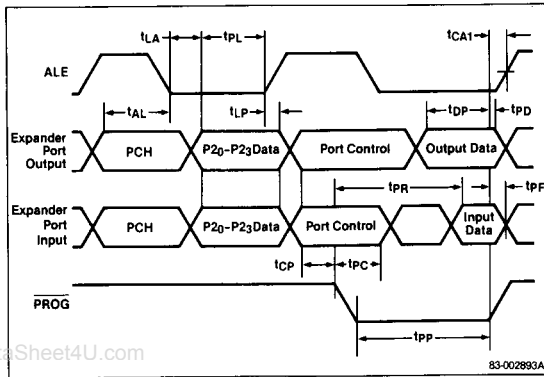 tLA tPL tCA1
ALE
tAL tLP tDP tPD
Expander Port Output
PCH P20-P23Data Port Control Output Data
tPR tPF
Expander Port Input
PCH P20-P23Data Port Control Input Data
tCP tPC
PROG
tPP
taSheet4U.com
83-002893A